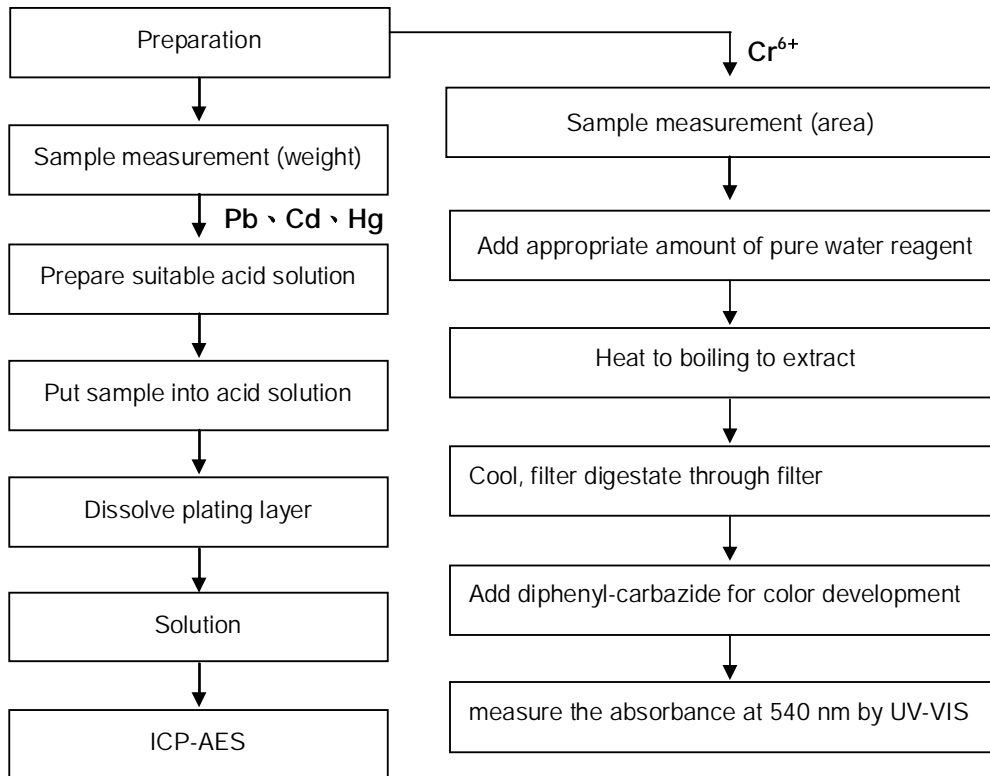 Preparation
Sample measurement (weight)
Pb、Cd、Hg
Prepare suitable acid solution
Put sample into acid solution
Dissolve plating layer
Solution
ICP-AES
Cr⁶⁺
Sample measurement (area)
Add appropriate amount of pure water reagent
Heat to boiling to extract
Cool, filter digestate through filter
Add diphenyl-carbazide for color development
measure the absorbance at 540 nm by UV-VIS